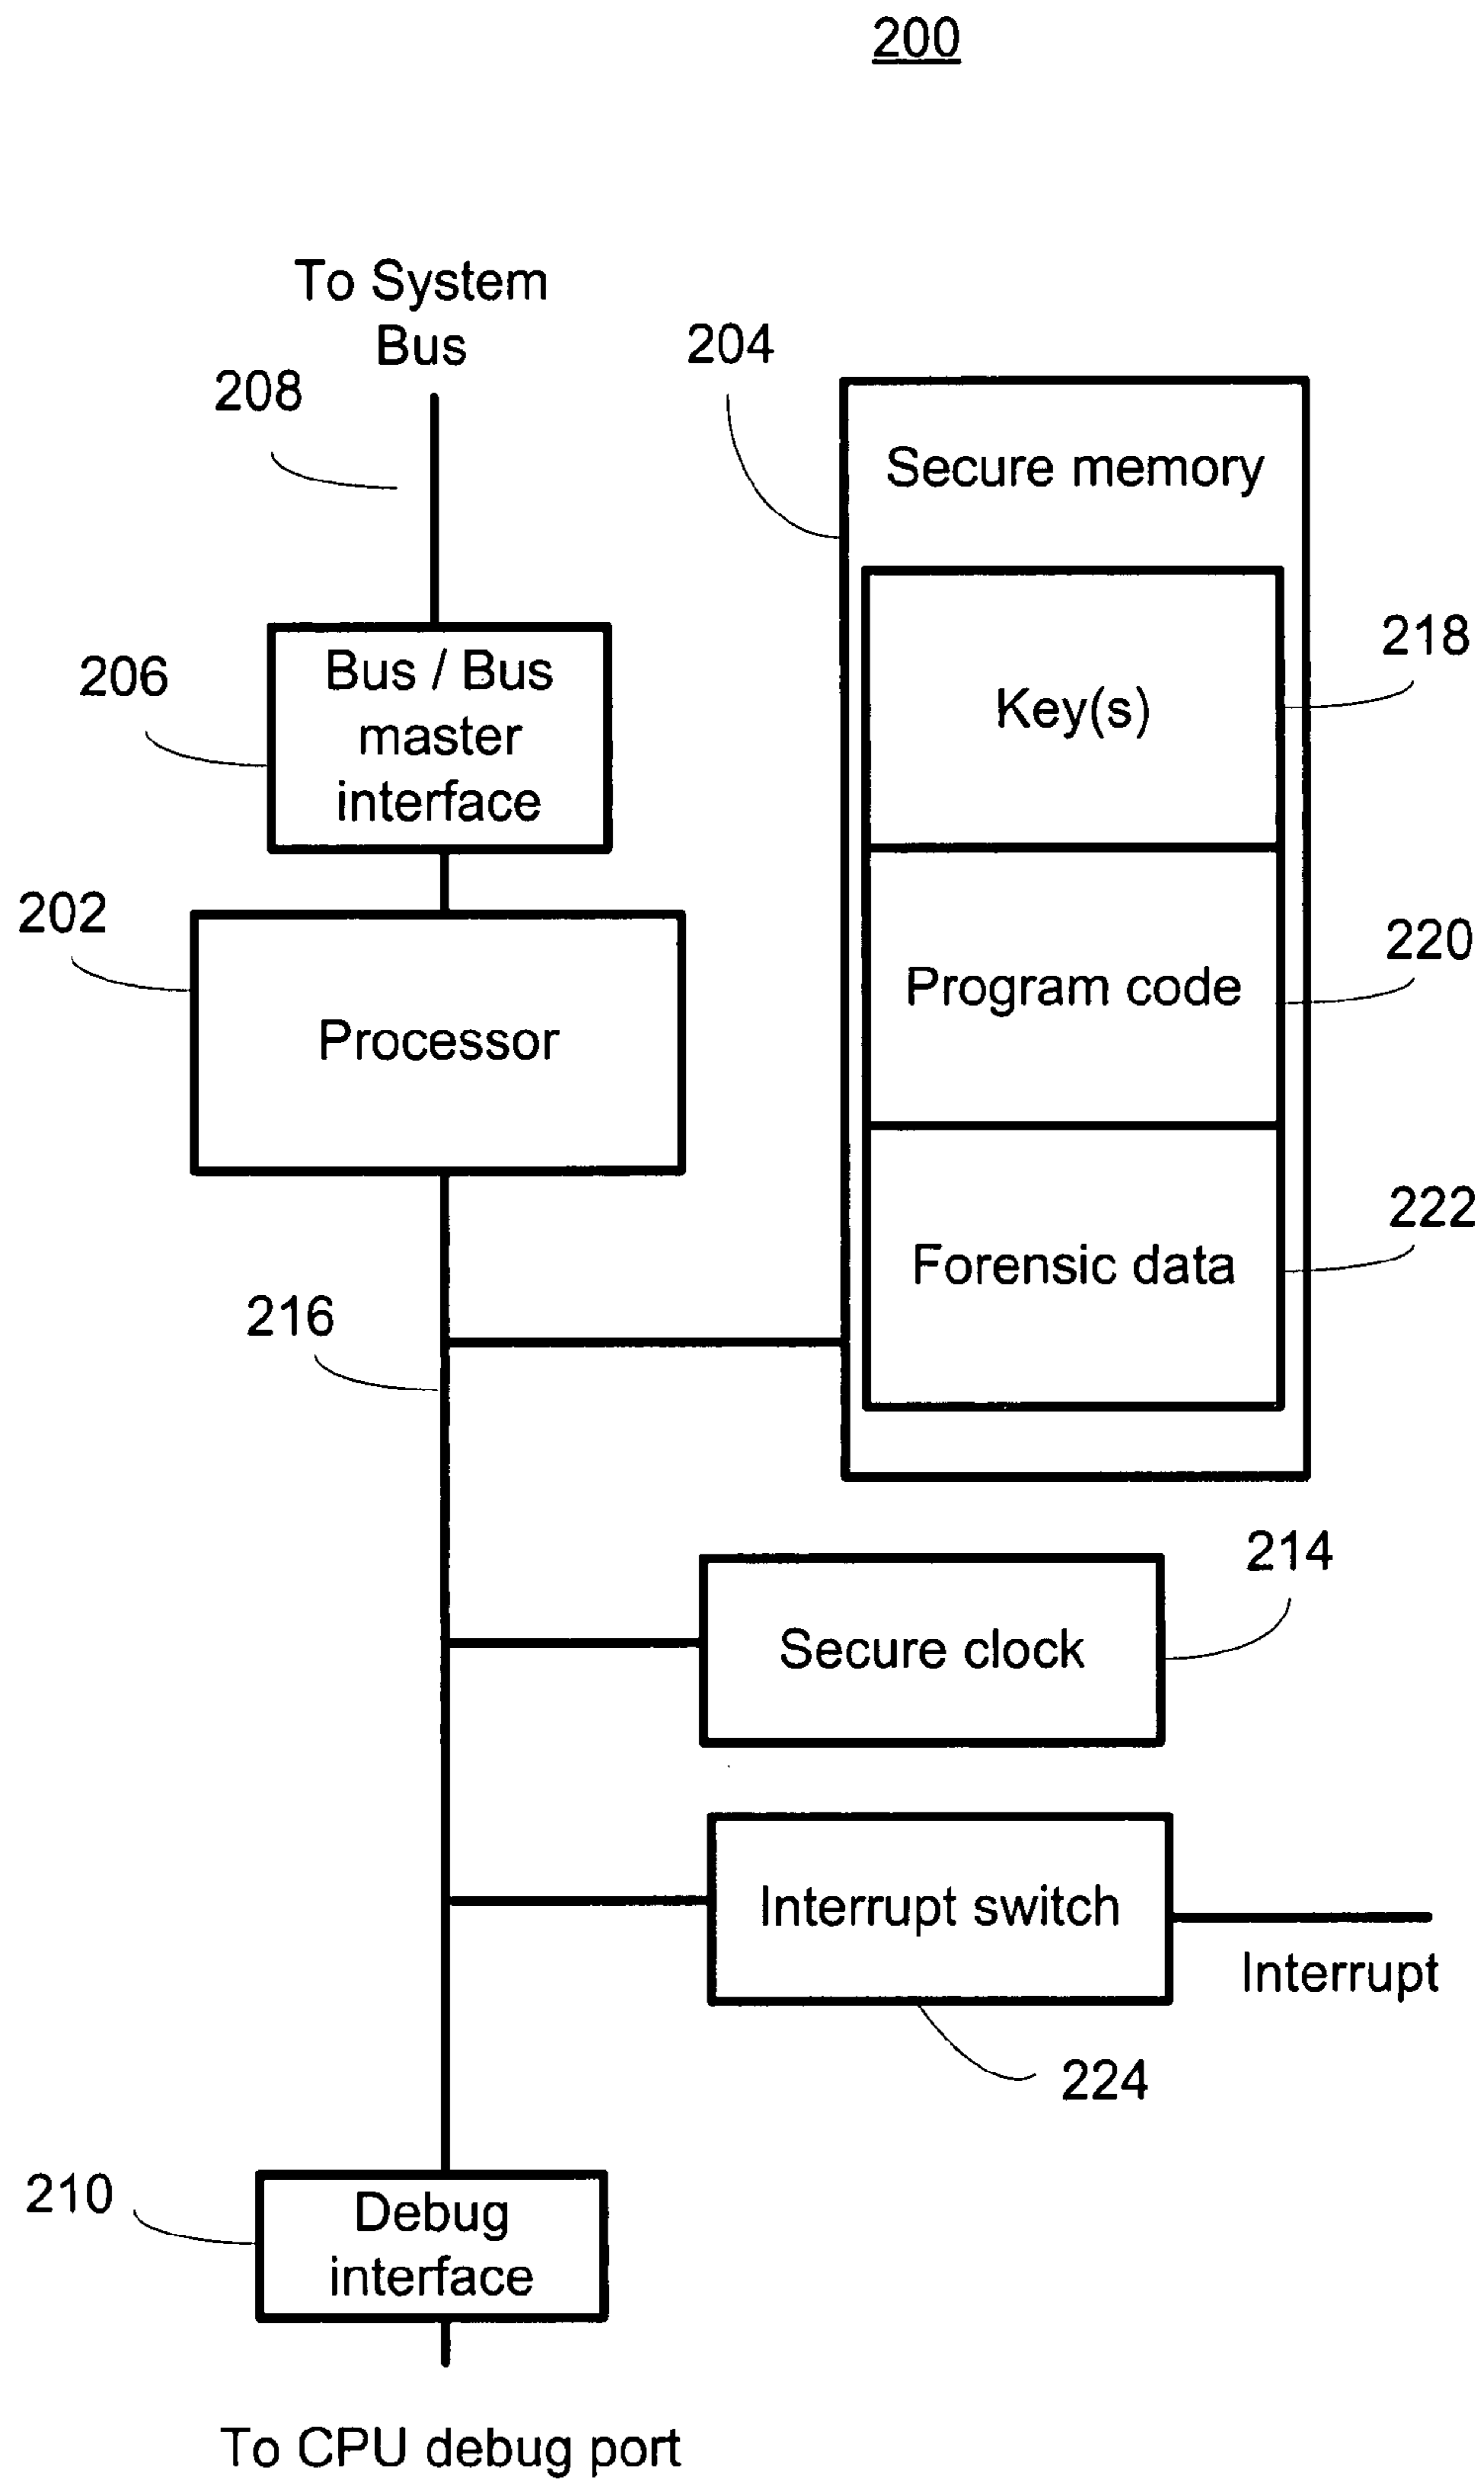 200
To System
Bus
208
204
Secure memory
206
Bus / Bus
master
interface
218
Key(s)
202
Processor
220
Program code
222
Forensic data
216
214
Secure clock
Interrupt switch
Interrupt
224
210
Debug
interface
To CPU debug port